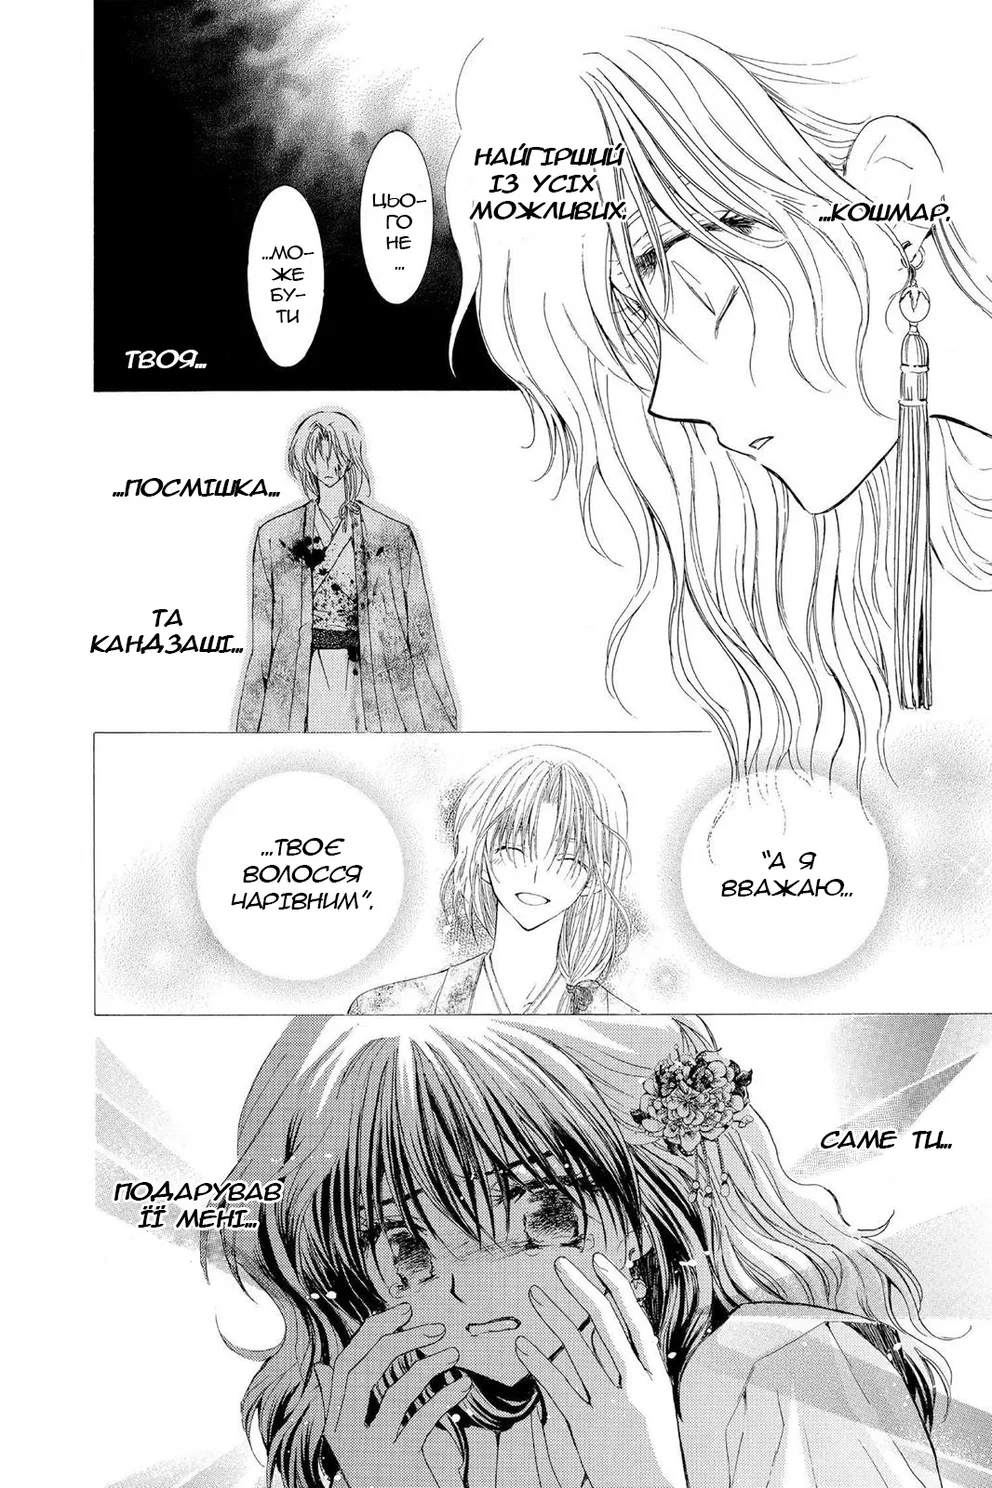 ...КОШМАР.
НАЙГІРШИЙ
ІЗ УСІХ
МОЖЛИВИХ.
ЦЬО-
ГО
НЕ
...
...МО-
ЖЕ
БУ-
ТИ
ТВОЯ...
...ПОСМІШКА...
ТА
КАНДЗАШІ...
"А Я
ВВАЖАЮ...
...ТВОЄ
ВОЛОССЯ
ЧАРІВНИМ".
САМЕ ТИ...
ПОДАРУВАВ
ЇЇ МЕНІ...